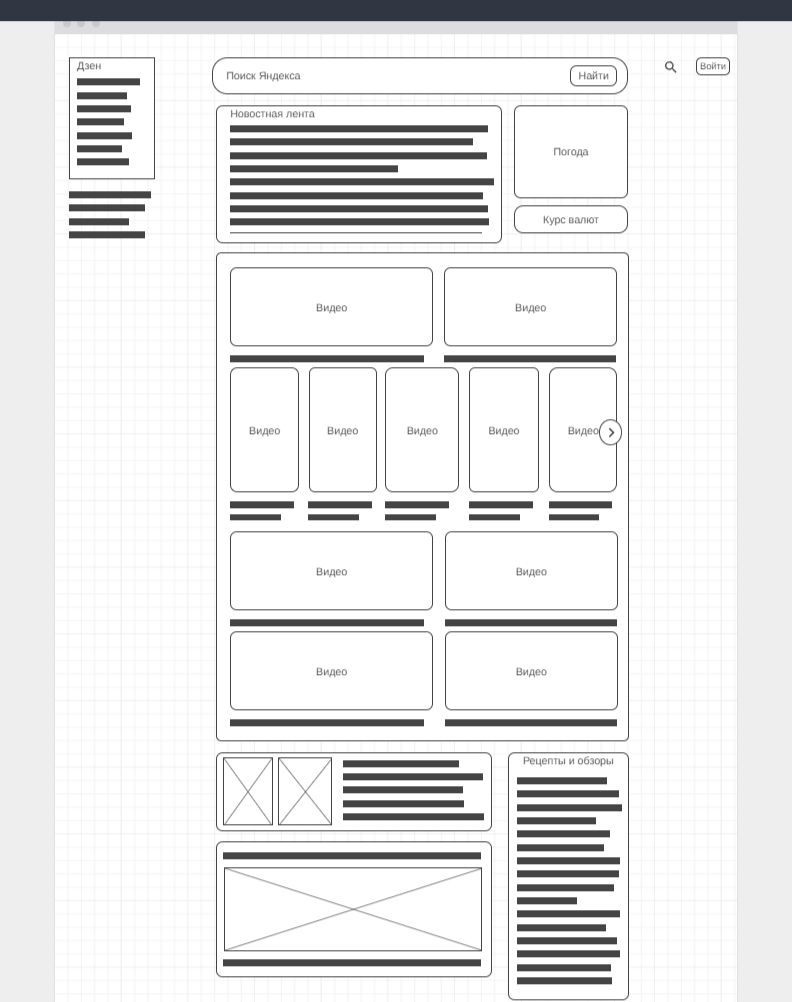 Дзен
Поиск Яндекса
Найти
Войти
Новостная лента
Погода
Курс валют
Видео
Видео
Видео
Видео
Видео
Видео
Видео
Видео
Видео
Видео
Видео
Рецепты и обзоры